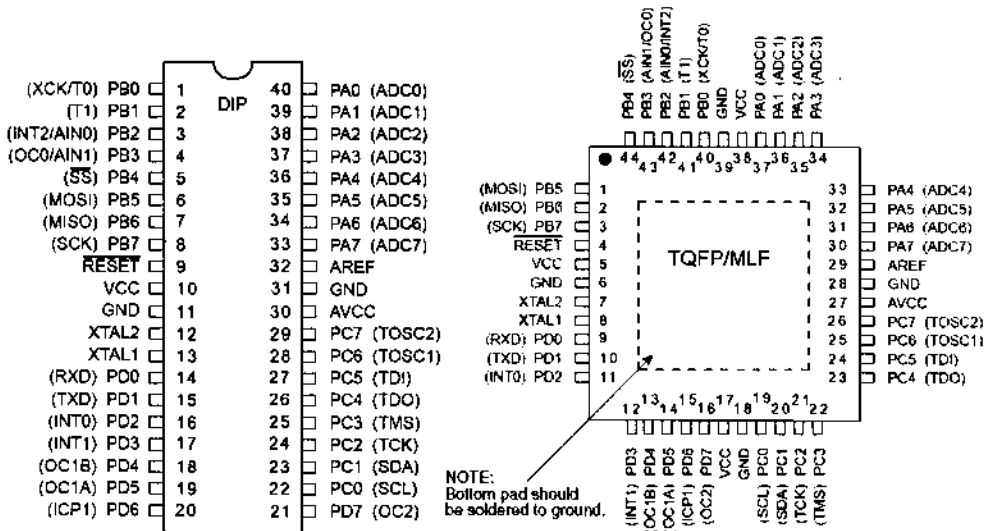 DIP
(XCK/T0) PB0 1
(T1) PB1 2
(INT2/AIN0) PB2 3
(OC0/AIN1) PB3 4
(SS) PB4 5
(MOSI) PB5 6
(MISO) PB6 7
(SCK) PB7 8
RESET 9
VCC 10
GND 11
XTAL2 12
XTAL1 13
(RXD) PD0 14
(TXD) PD1 15
(INT0) PD2 16
(INT1) PD3 17
(OC1B) PD4 18
(OC1A) PD5 19
(ICP1) PD6 20
40 PA0 (ADC0)
39 PA1 (ADC1)
38 PA2 (ADC2)
37 PA3 (ADC3)
36 PA4 (ADC4)
35 PA5 (ADC5)
34 PA6 (ADC6)
33 PA7 (ADC7)
32 AREF
31 GND
30 AVCC
29 PC7 (TOSC2)
28 PC6 (TOSC1)
27 PC5 (TDI)
26 PC4 (TDO)
25 PC3 (TMS)
24 PC2 (TCK)
23 PC1 (SDA)
22 PC0 (SCL)
21 PD7 (OC2)
PB4 (SS)
PB3 (AIN1/OC0)
PB2 (AIN0/INT2)
PB1 (T1)
PB0 (XCK/T0)
GND
VCC
PA0 (ADC0)
PA1 (ADC1)
PA2 (ADC2)
PA3 (ADC3)
44 43 42 41 40 39 38 37 36 35 34
(MOSI) PB5 1
(MISO) PB6 2
(SCK) PB7 3
RESET 4
VCC 5
GND 6
XTAL2 7
XTAL1 8
(RXD) PD0 9
(TXD) PD1 10
(INT0) PD2 11
TQFP/MLF
33 PA4 (ADC4)
32 PA5 (ADC5)
31 PA6 (ADC6)
30 PA7 (ADC7)
29 AREF
28 GND
27 AVCC
26 PC7 (TOSC2)
25 PC6 (TOSC1)
24 PC5 (TDI)
23 PC4 (TDO)
12 13 14 15 16 17 18 19 20 21 22
(INT1) PD3
(OC1B) PD4
(OC1A) PD5
(ICP1) PD6
(OC2) PD7
VCC
GND
(SCL) PC0
(SDA) PC1
(TCK) PC2
(TMS) PC3
NOTE:
Bottom pad should
be soldered to ground.